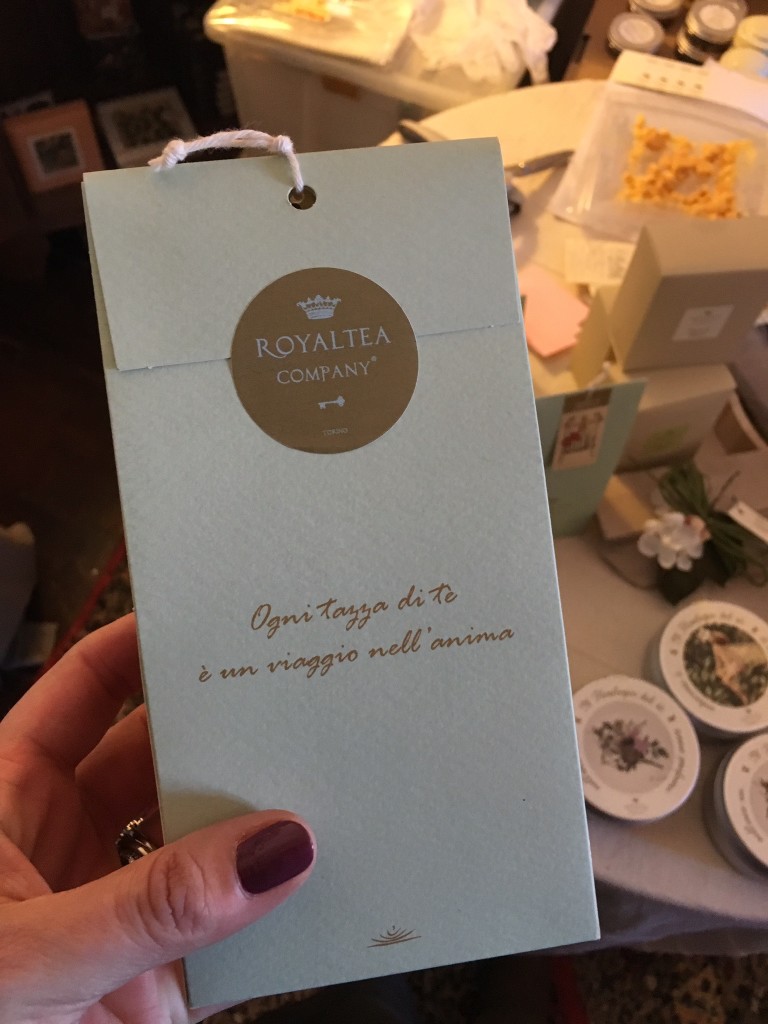 ROYALTEA
COMPANY®
TORINO
Ogni tazza di tè
è un viaggio nell'anima